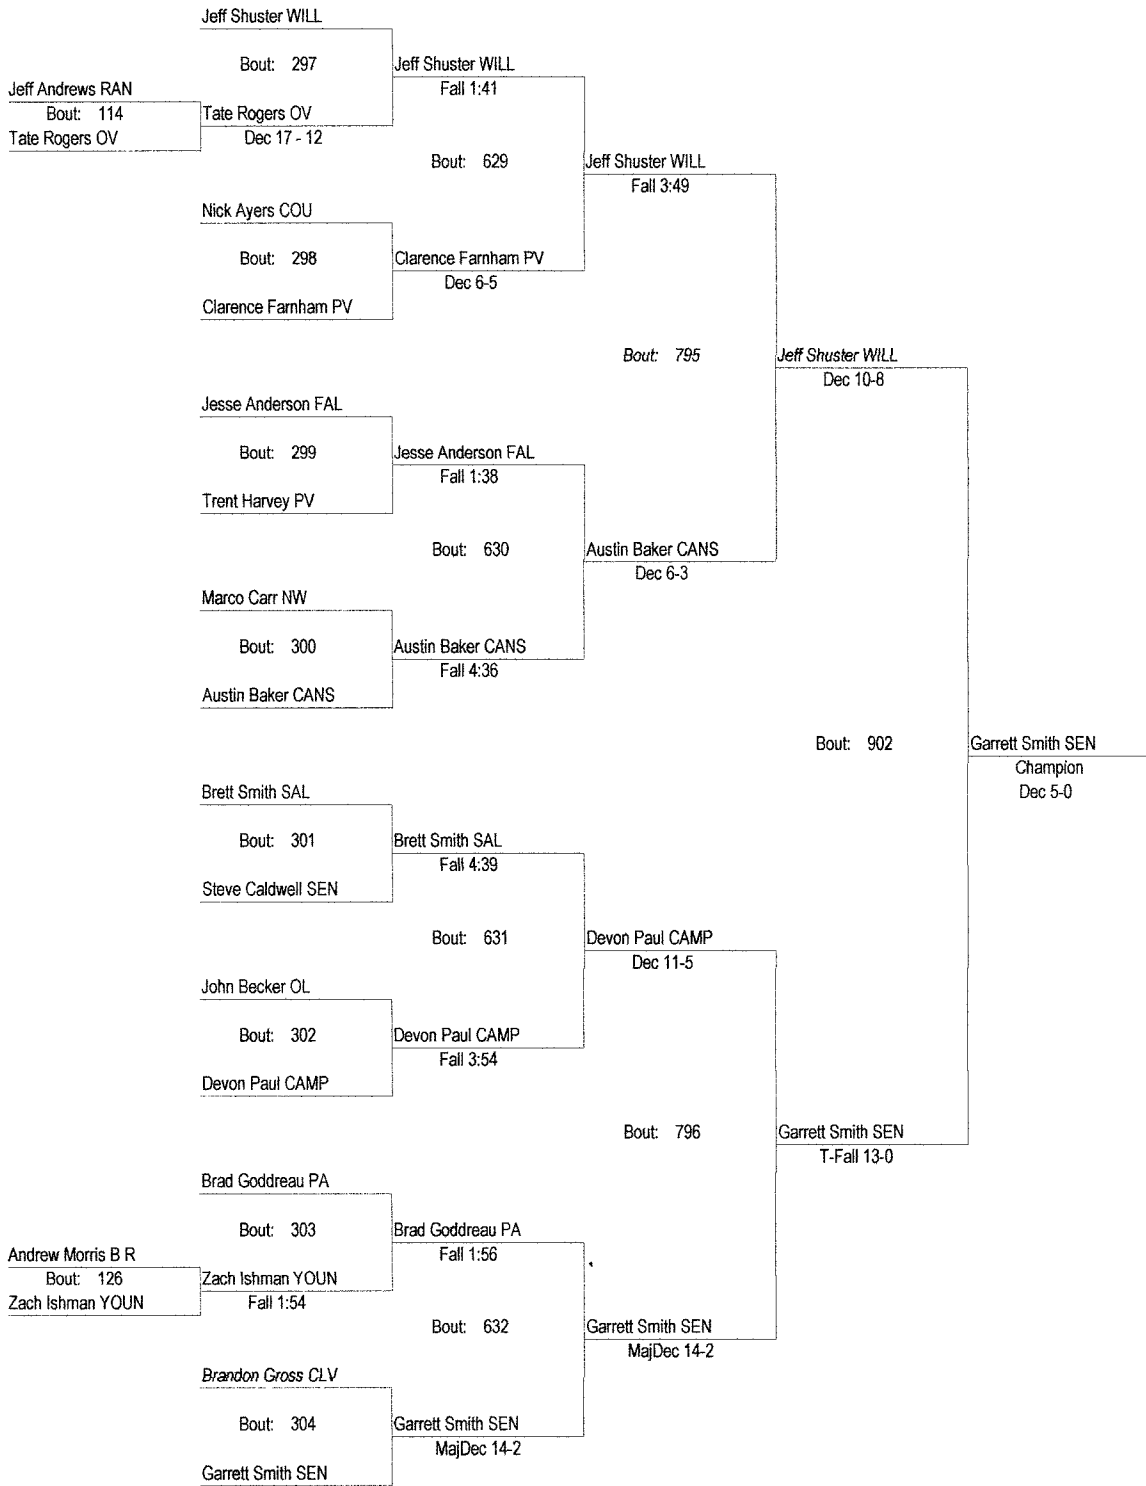 Jeff Shuster WILL
Bout: 297
Jeff Shuster WILL
Fall 1:41
Jeff Andrews RAN
Bout: 114
Tate Rogers OV
Tate Rogers OV
Dec 17 - 12
Bout: 629
Jeff Shuster WILL
Fall 3:49
Nick Ayers COU
Bout: 298
Clarence Farnham PV
Dec 6-5
Clarence Farnham PV
Bout: 795
Jeff Shuster WILL
Dec 10-8
Jesse Anderson FAL
Bout: 299
Jesse Anderson FAL
Fall 1:38
Trent Harvey PV
Bout: 630
Austin Baker CANS
Dec 6-3
Marco Carr NW
Bout: 300
Austin Baker CANS
Fall 4:36
Austin Baker CANS
Bout: 902
Garrett Smith SEN
Champion
Dec 5-0
Brett Smith SAL
Bout: 301
Brett Smith SAL
Fall 4:39
Steve Caldwell SEN
Bout: 631
Devon Paul CAMP
Dec 11-5
John Becker OL
Bout: 302
Devon Paul CAMP
Fall 3:54
Devon Paul CAMP
Bout: 796
Garrett Smith SEN
T-Fall 13-0
Brad Goddreau PA
Bout: 303
Brad Goddreau PA
Fall 1:56
Andrew Morris B R
Bout: 126
Zach Ishman YOUN
Zach Ishman YOUN
Fall 1:54
Bout: 632
Garrett Smith SEN
MajDec 14-2
Brandon Gross CLV
Bout: 304
Garrett Smith SEN
MajDec 14-2
Garrett Smith SEN